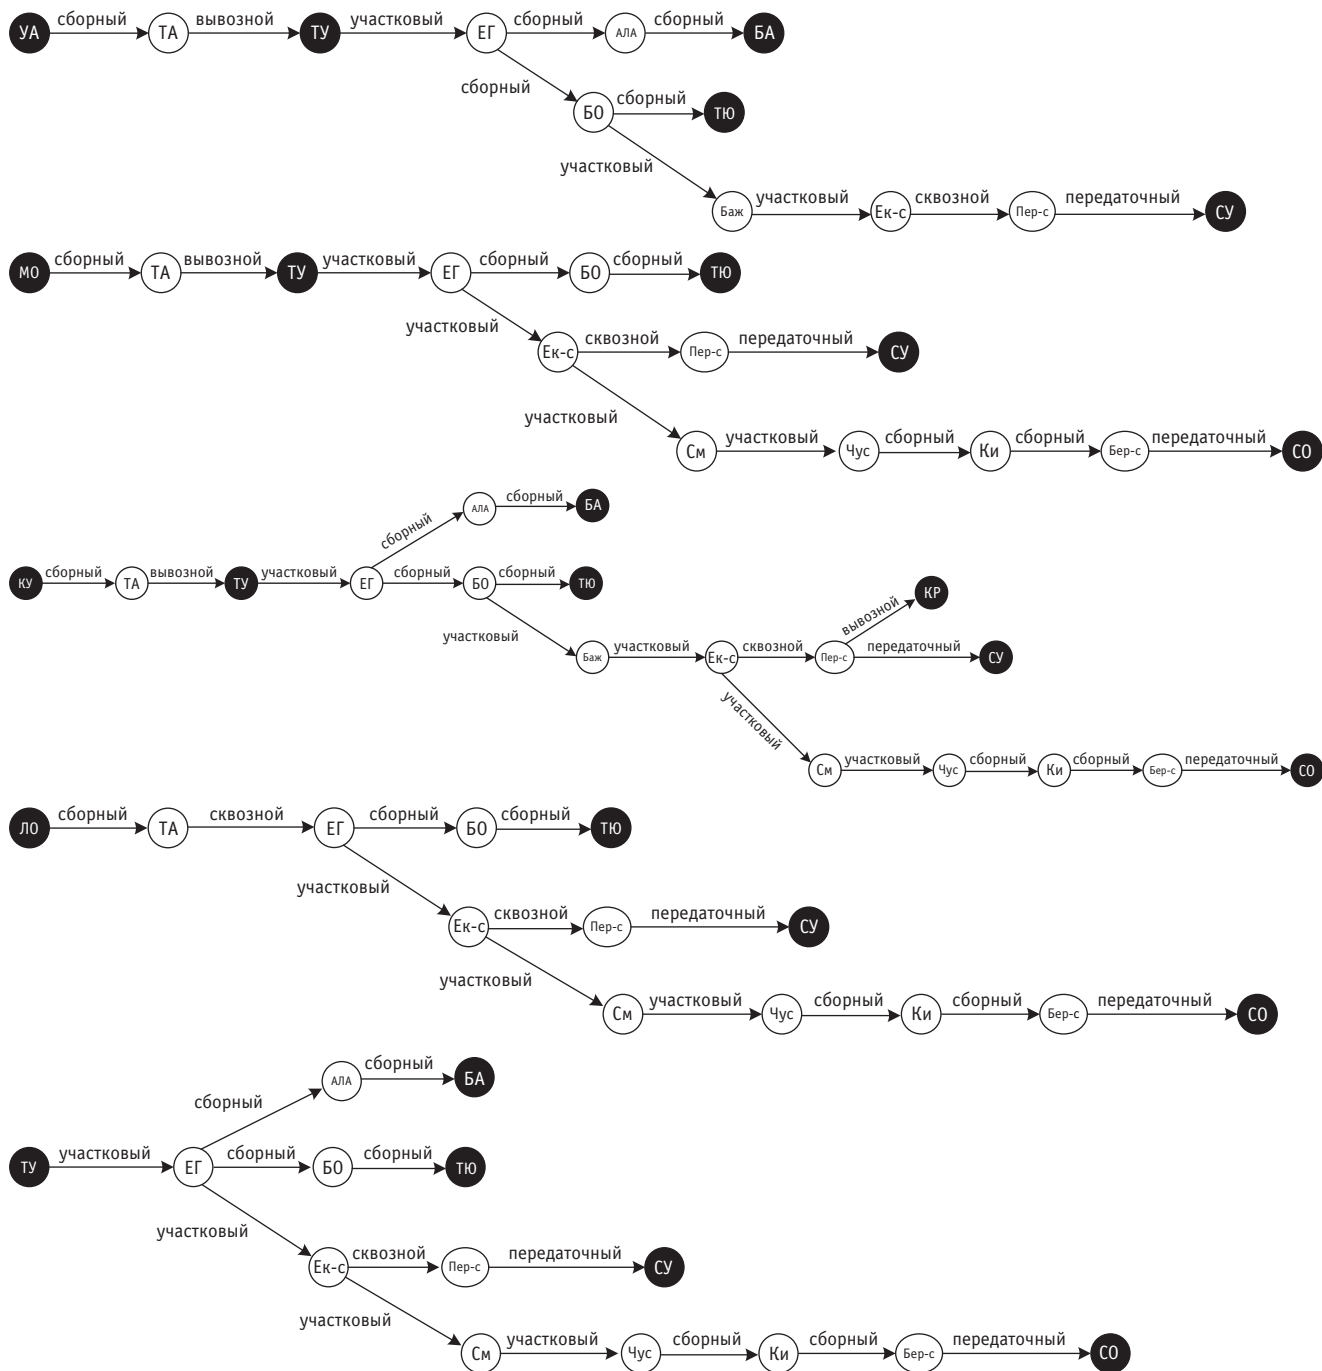 сборный вывозной участковый сборный сборный
УА ТА ТУ ЕГ АЛА БА
сборный сборный
БО ТЮ
участковый
участковый сквозной передаточный
Баж Ек-с Пер-с СУ
сборный вывозной участковый сборный сборный
МО ТА ТУ ЕГ БО ТЮ
участковый
сквозной передаточный
Ек-с Пер-с СУ
участковый
участковый сборный сборный передаточный
См Чус Ки Бер-с СО
сборный
сборный АЛА БА
сборный вывозной участковый сборный сборный
КУ ТА ТУ ЕГ БО ТЮ
вывозной КР
участковый
участковый сквозной передаточный
Баж Ек-с Пер-с СУ
участковый
участковый сборный сборный передаточный
См Чус Ки Бер-с СО
сборный сквозной сборный сборный
ЛО ТА ЕГ БО ТЮ
участковый
сквозной передаточный
Ек-с Пер-с СУ
участковый
участковый сборный сборный передаточный
См Чус Ки Бер-с СО
сборный
АЛА БА
сборный
участковый сборный сборный
ТУ ЕГ БО ТЮ
участковый
сквозной передаточный
Ек-с Пер-с СУ
участковый
участковый сборный сборный передаточный
См Чус Ки Бер-с СО